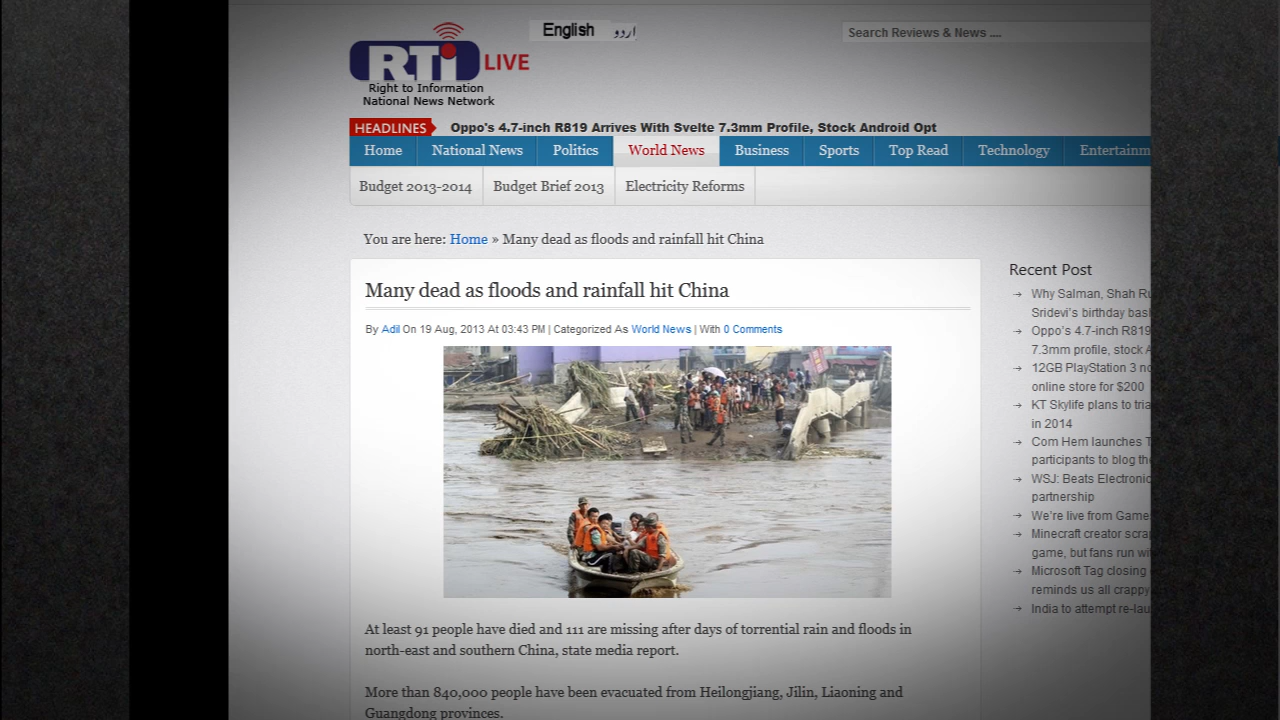 English اردو
Search Reviews & News ....
RTi LIVE
Right to Information
National News Network
HEADLINES Oppo's 4.7-inch R819 Arrives With Svelte 7.3mm Profile, Stock Android Opt
Home National News Politics World News Business Sports Top Read Technology Entertainm
Budget 2013-2014 Budget Brief 2013 Electricity Reforms
You are here: Home » Many dead as floods and rainfall hit China
Many dead as floods and rainfall hit China
By Adil On 19 Aug, 2013 At 03:43 PM | Categorized As World News | With 0 Comments
At least 91 people have died and 111 are missing after days of torrential rain and floods in
north-east and southern China, state media report.
More than 840,000 people have been evacuated from Heilongjiang, Jilin, Liaoning and
Guangdong provinces.
Recent Post
Why Salman, Shah Ru
Sridevi's birthday bas
Oppo's 4.7-inch R819
7.3mm profile, stock A
12GB PlayStation 3 no
online store for $200
KT Skylife plans to tria
in 2014
Com Hem launches T
participants to blog the
WSJ: Beats Electronic
partnership
We're live from Game
Minecraft creator scrap
game, but fans run wi
Microsoft Tag closing
reminds us all crappy
India to attempt re-lau